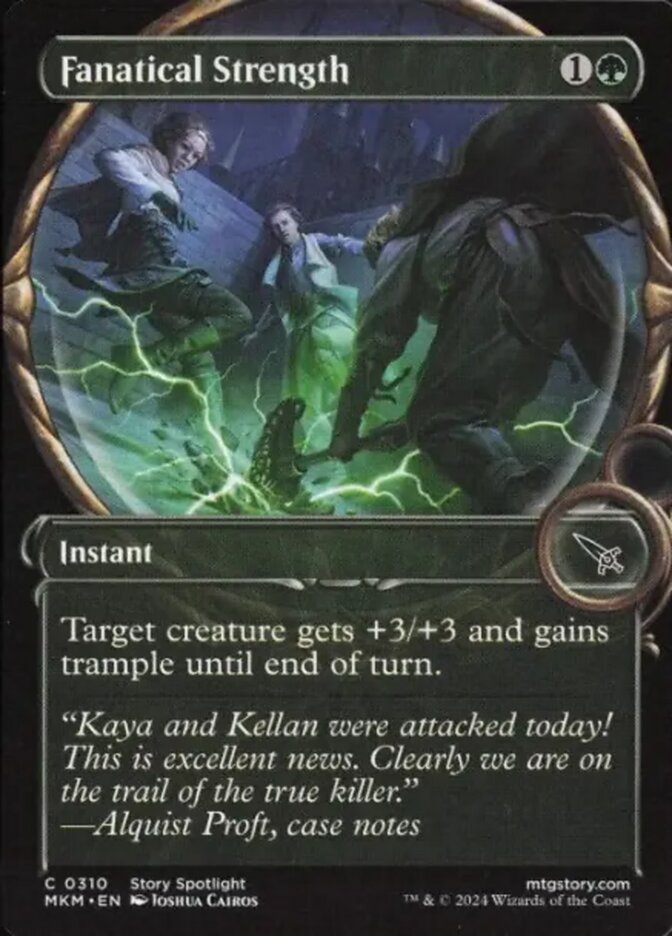 Fanatical Strength 1
Instant
Target creature gets +3/+3 and gains
trample until end of turn.
“Kaya and Kellan were attacked today!
This is excellent news. Clearly we are on
the trail of the true killer.”
—Alquist Proft, case notes
C 0310 Story Spotlight mtgstory.com
MKM • EN Joshua Cairos ™ & © 2024 Wizards of the Coast